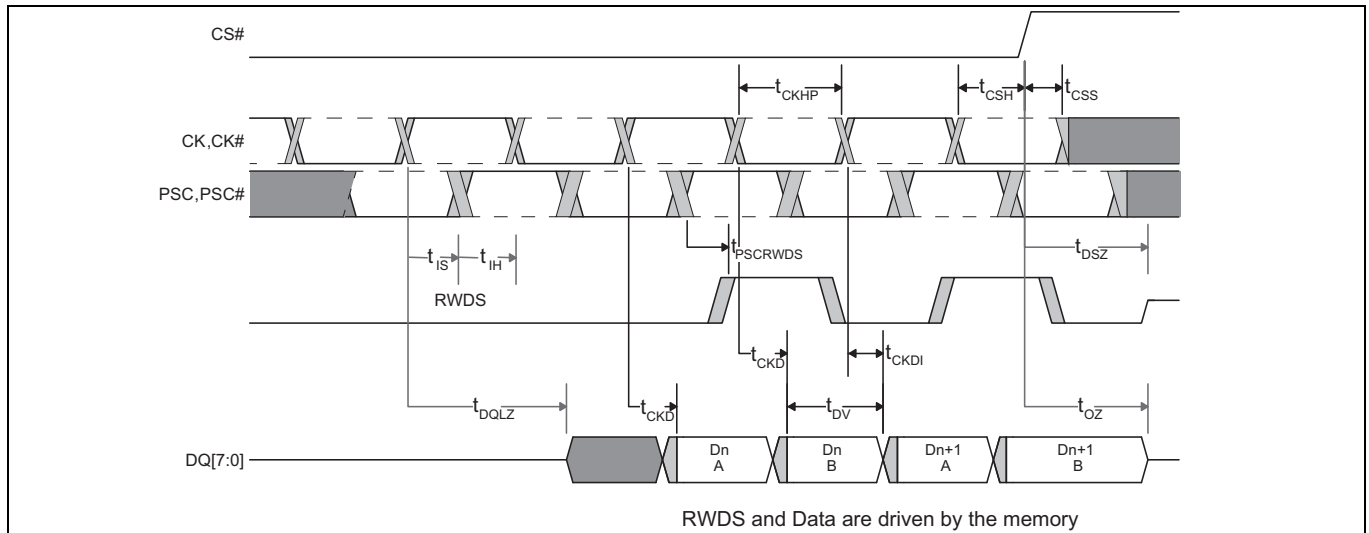 CS#
tCKHP
tCSH
tCSS
CK,CK#
PSC,PSC#
tIS
tIH
tPSCRWDS
tDSZ
RWDS
tCKD
tCKDI
tDQLZ
tCKD
tDV
tOZ
DQ[7:0]
Dn
A
Dn
B
Dn+1
A
Dn+1
B
RWDS and Data are driven by the memory